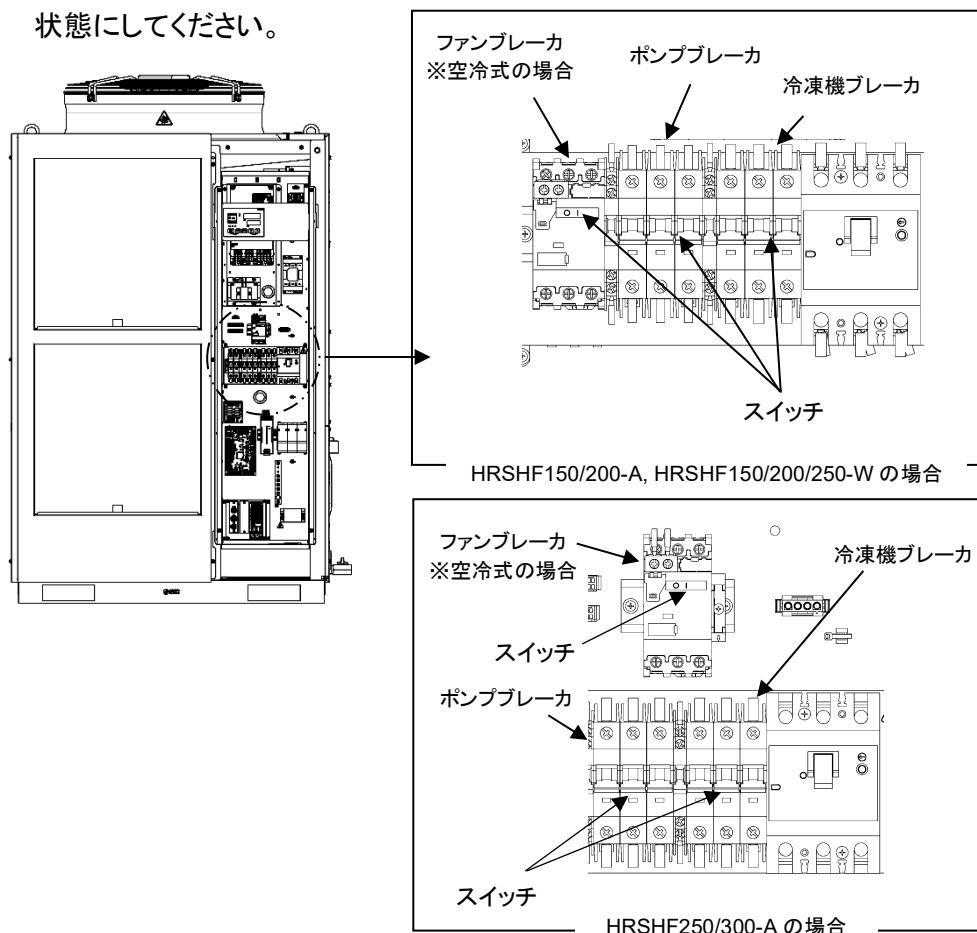 状態にしてください。
ファンブレーカ
※空冷式の場合
ポンプブレーカ
冷凍機ブレーカ
スイッチ
HRSHF150/200-A, HRSHF150/200/250-W の場合
ファンブレーカ
※空冷式の場合
冷凍機ブレーカ
スイッチ
ポンプブレーカ
スイッチ
HRSHF250/300-A の場合